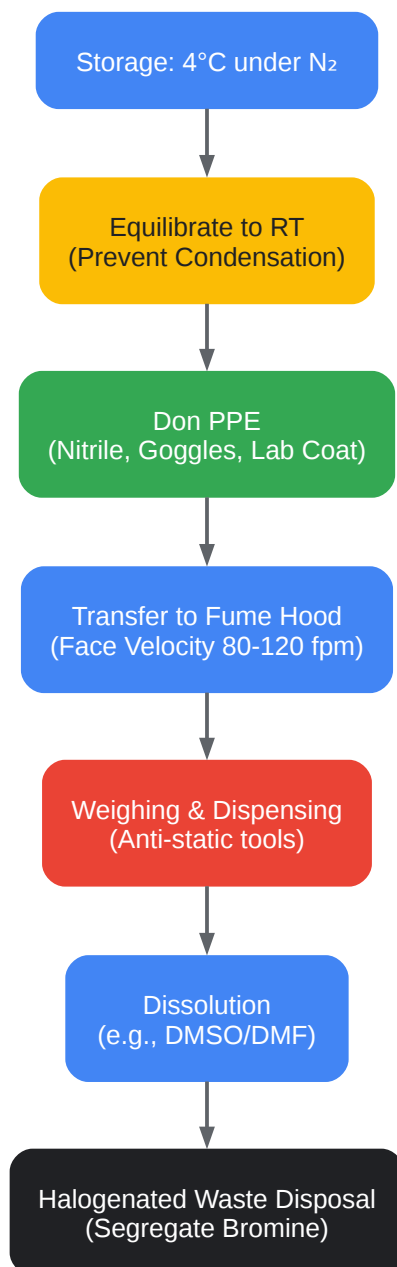 Storage: 4°C under N₂
Equilibrate to RT
(Prevent Condensation)
Don PPE
(Nitrile, Goggles, Lab Coat)
Transfer to Fume Hood
(Face Velocity 80-120 fpm)
Weighing & Dispensing
(Anti-static tools)
Dissolution
(e.g., DMSO/DMF)
Halogenated Waste Disposal
(Segregate Bromine)